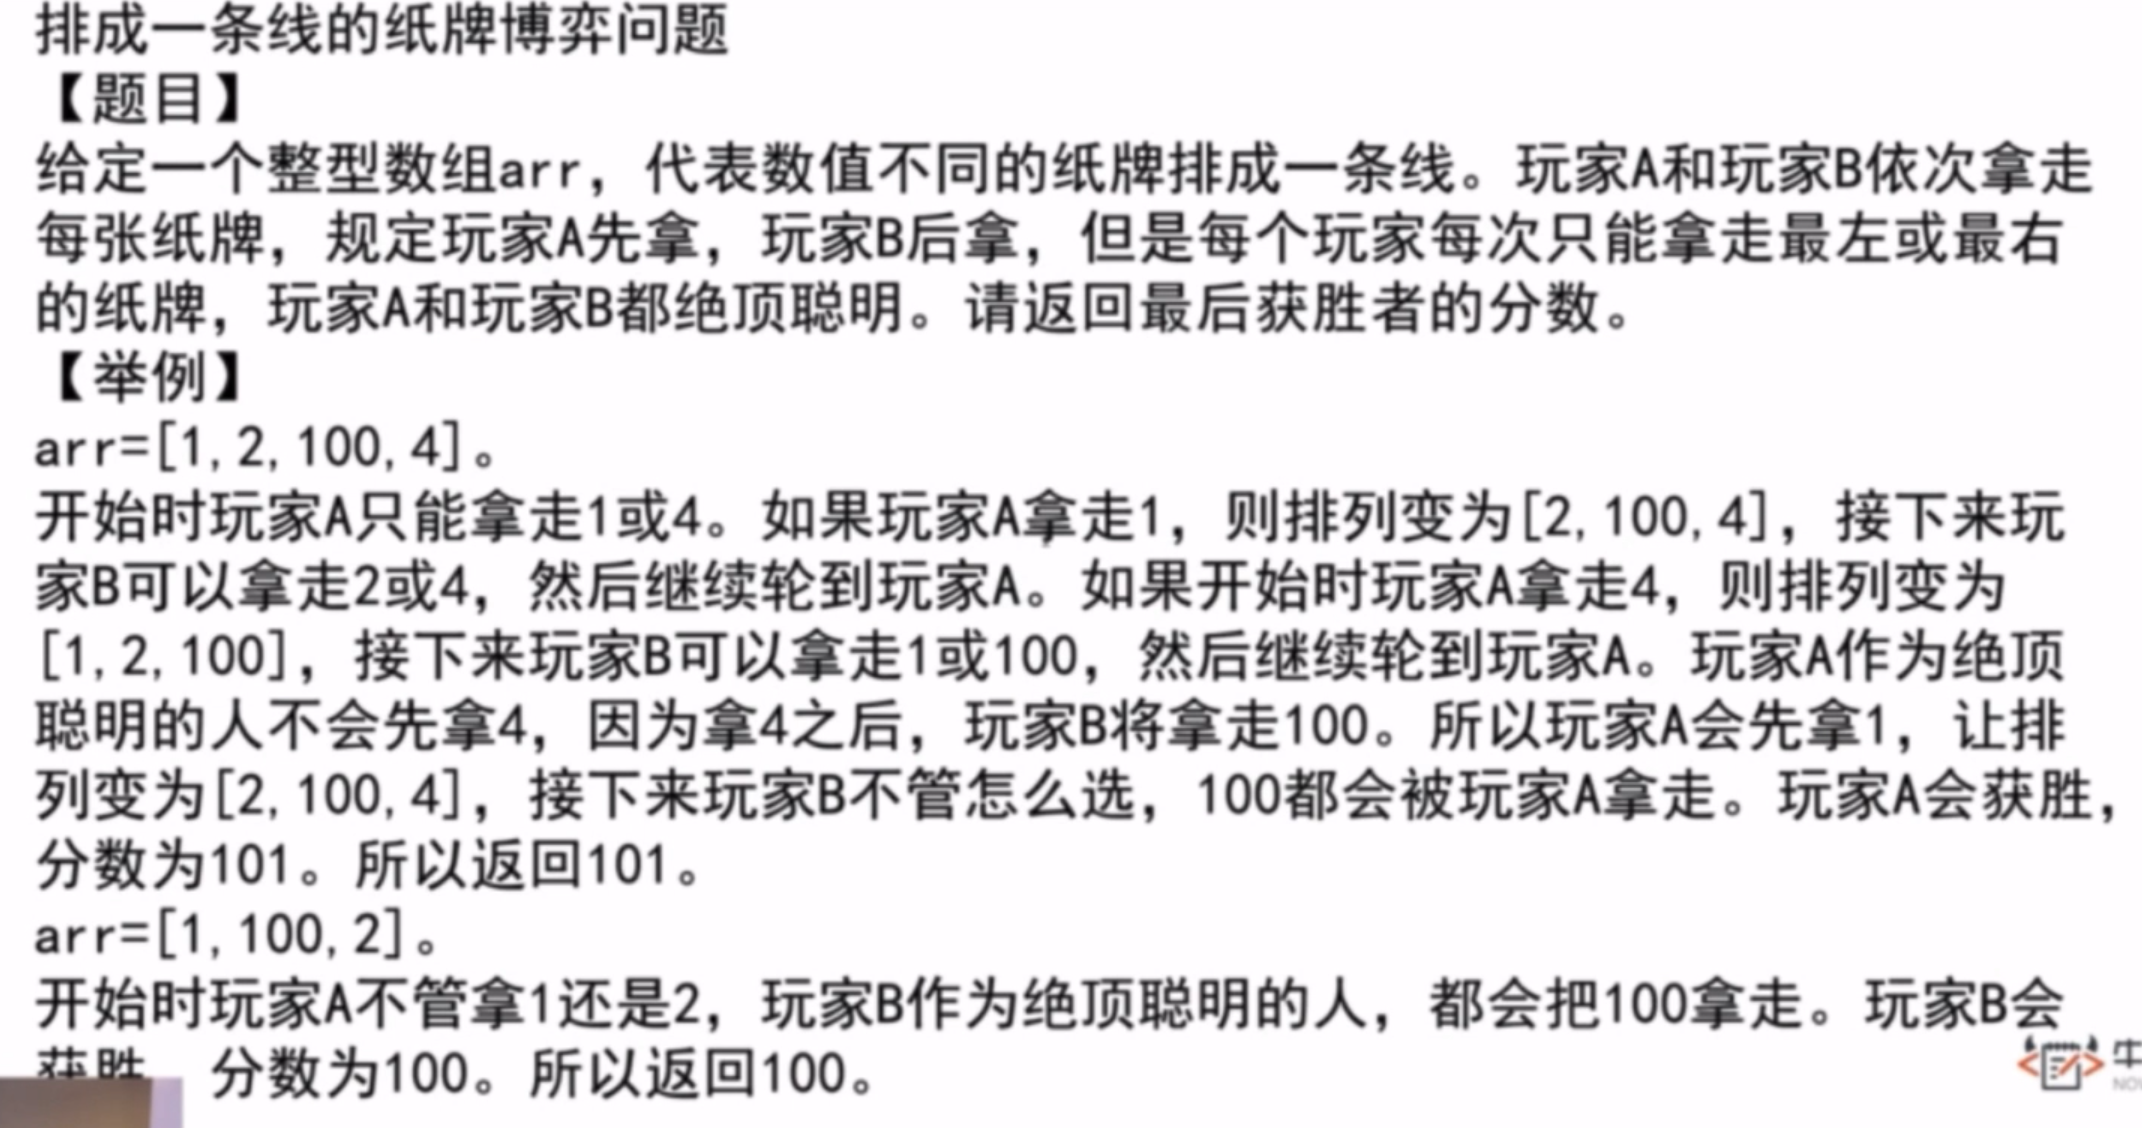 排成一条线的纸牌博弈问题
【题目】
给定一个整型数组arr，代表数值不同的纸牌排成一条线。玩家A和玩家B依次拿走
每张纸牌，规定玩家A先拿，玩家B后拿，但是每个玩家每次只能拿走最左或最右
的纸牌，玩家A和玩家B都绝顶聪明。请返回最后获胜者的分数。
【举例】
arr=[1,2,100,4]。
开始时玩家A只能拿走1或4。如果玩家A拿走1，则排列变为[2,100,4]，接下来玩
家B可以拿走2或4，然后继续轮到玩家A。如果开始时玩家A拿走4，则排列变为
[1,2,100]，接下来玩家B可以拿走1或100，然后继续轮到玩家A。玩家A作为绝顶
聪明的人不会先拿4，因为拿4之后，玩家B将拿走100。所以玩家A会先拿1，让排
列变为[2,100,4]，接下来玩家B不管怎么选，100都会被玩家A拿走。玩家A会获胜，
分数为101。所以返回101。
arr=[1,100,2]。
开始时玩家A不管拿1还是2，玩家B作为绝顶聪明的人，都会把100拿走。玩家B会
获胜 分数为100。所以返回100。
牛